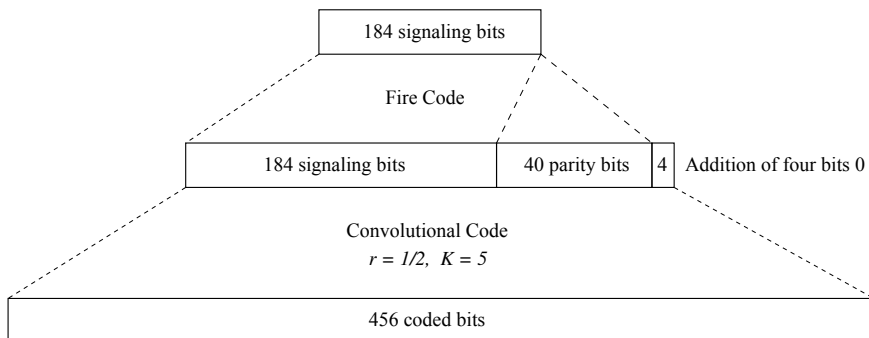 184 signaling bits
Fire Code
184 signaling bits
40 parity bits
4
Addition of four bits 0
Convolutional Code
r = 1/2, K = 5
456 coded bits